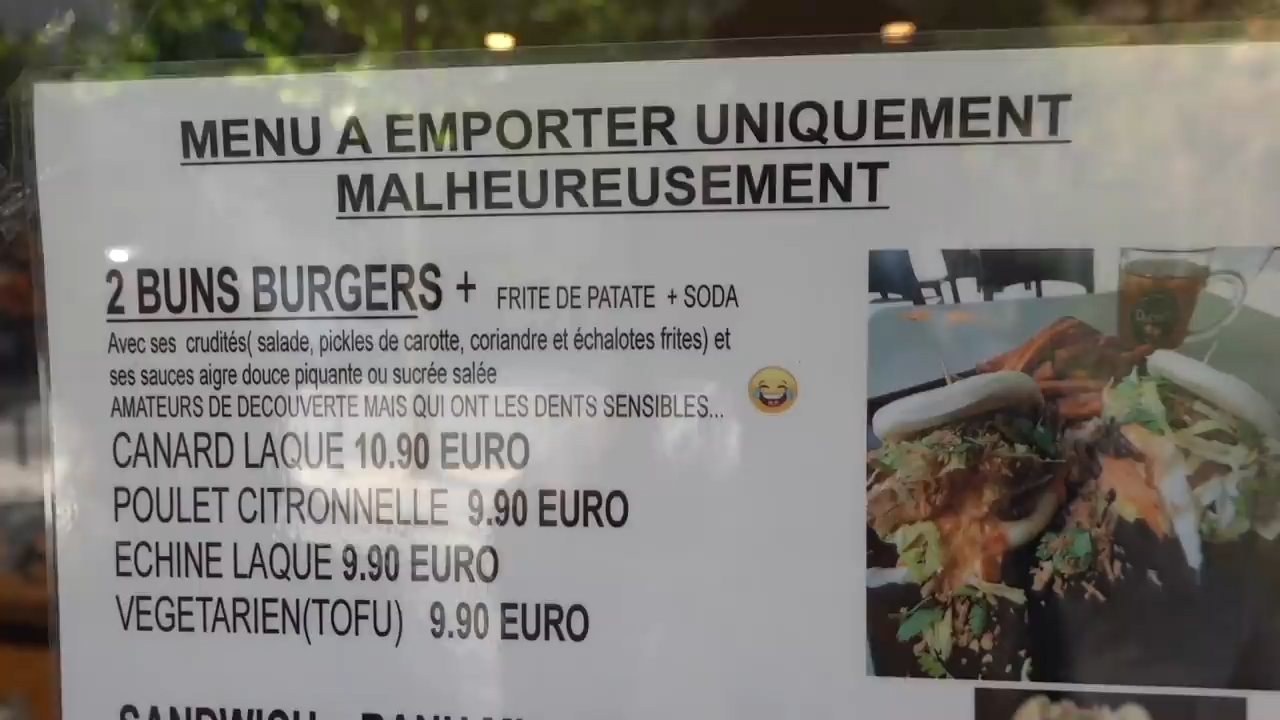 MENU A EMPORTER UNIQUEMENT
MALHEUREUSEMENT
2 BUNS BURGERS + FRITE DE PATATE + SODA
Avec ses crudités( salade, pickles de carotte, coriandre et échalotes frites) et
ses sauces aigre douce piquante ou sucrée salée
AMATEURS DE DECOUVERTE MAIS QUI ONT LES DENTS SENSIBLES... 😂
CANARD LAQUE 10.90 EURO
POULET CITRONNELLE 9.90 EURO
ECHINE LAQUE 9.90 EURO
VEGETARIEN(TOFU) 9.90 EURO
SANDWICH